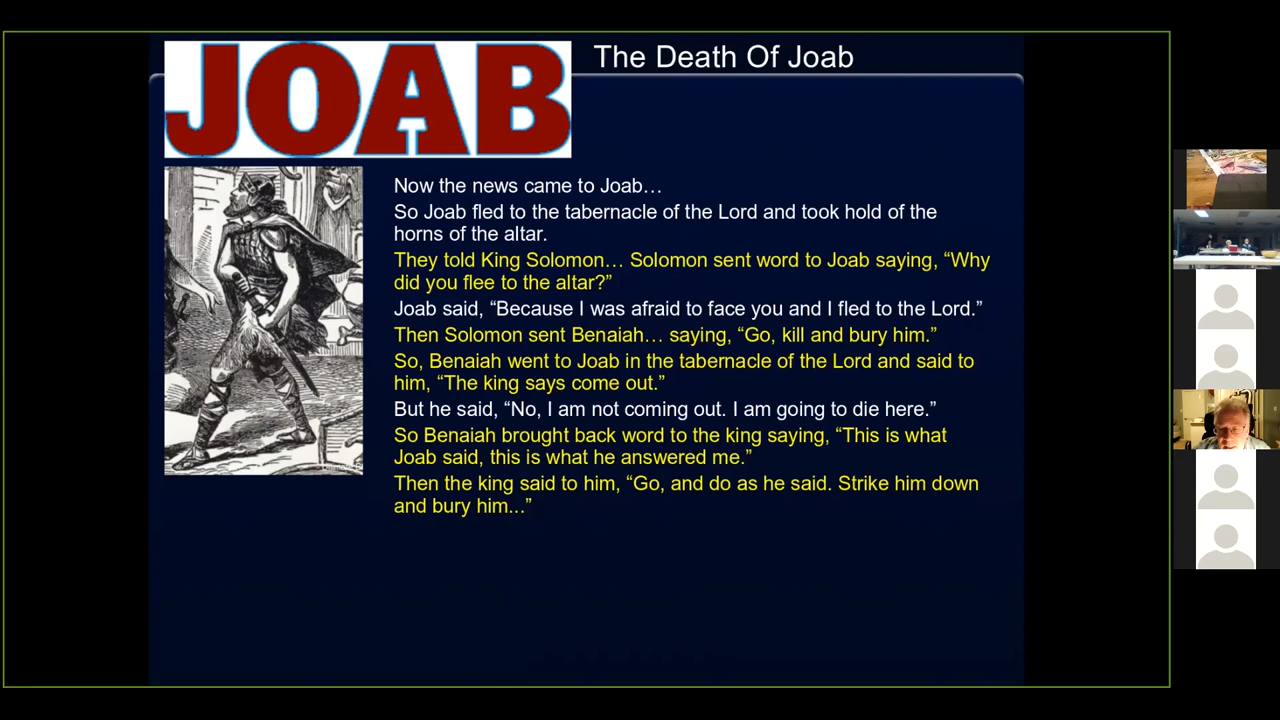 JOAB
The Death Of Joab
Now the news came to Joab…
So Joab fled to the tabernacle of the Lord and took hold of the
horns of the altar.
They told King Solomon… Solomon sent word to Joab saying, “Why
did you flee to the altar?”
Joab said, “Because I was afraid to face you and I fled to the Lord.”
Then Solomon sent Benaiah… saying, “Go, kill and bury him.”
So, Benaiah went to Joab in the tabernacle of the Lord and said to
him, “The king says come out.”
But he said, “No, I am not coming out. I am going to die here.”
So Benaiah brought back word to the king saying, “This is what
Joab said, this is what he answered me.”
Then the king said to him, “Go, and do as he said. Strike him down
and bury him...”